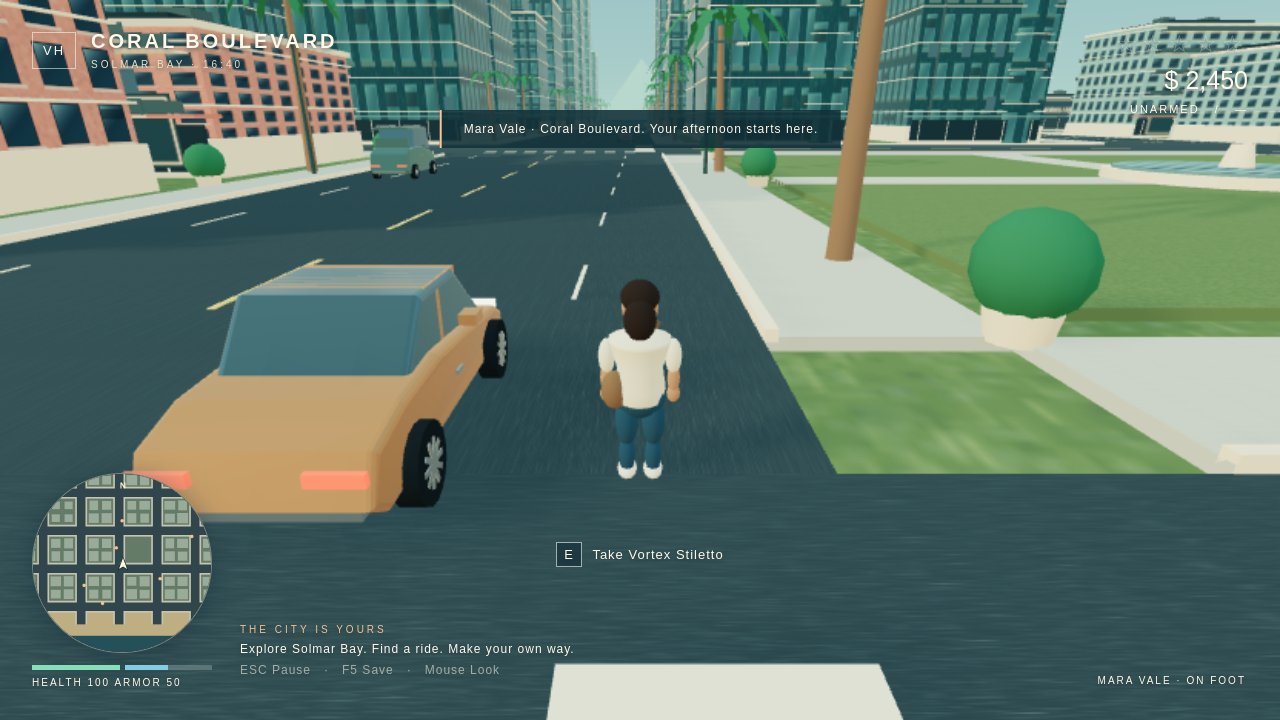 VH
CORAL BOULEVARD
SOLMAR BAY · 16:40
$ 2,450
UNARMED / —
Mara Vale · Coral Boulevard. Your afternoon starts here.
E Take Vortex Stiletto
N
THE CITY IS YOURS
Explore Solmar Bay. Find a ride. Make your own way.
ESC Pause · F5 Save · Mouse Look
HEALTH 100 ARMOR 50
MARA VALE · ON FOOT